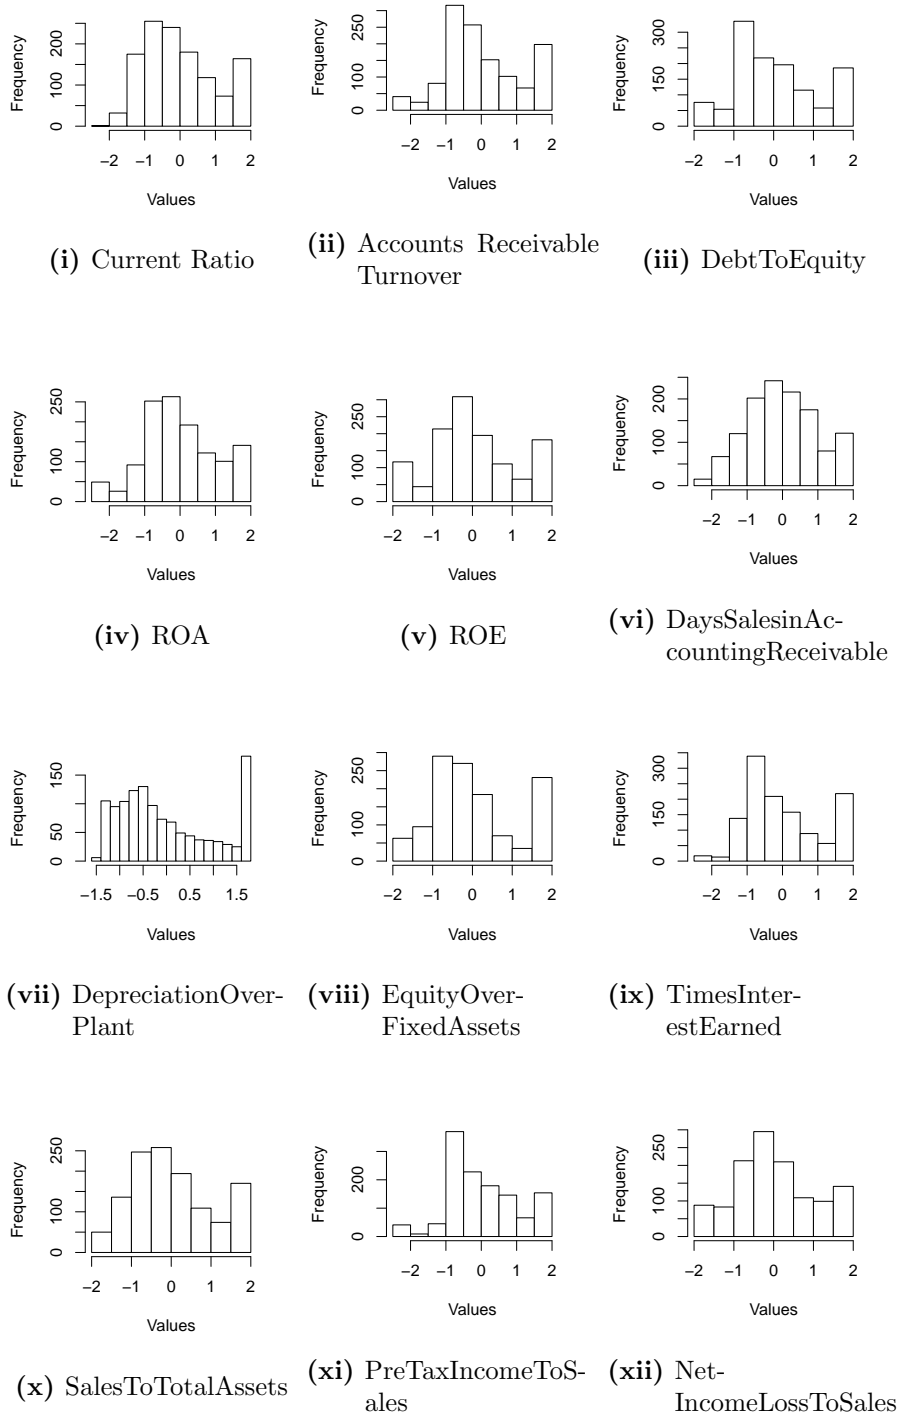 Frequency
0 100 200
−2 −1 0 1 2
Values
(i) Current Ratio
Frequency
0 100 250
−2 −1 0 1 2
Values
(ii) Accounts Receivable
Turnover
Frequency
0 150 300
−2 −1 0 1 2
Values
(iii) DebtToEquity
Frequency
0 100 250
−2 −1 0 1 2
Values
(iv) ROA
Frequency
0 100 250
−2 −1 0 1 2
Values
(v) ROE
Frequency
0 100 200
−2 −1 0 1 2
Values
(vi) DaysSalesinAc-
countingReceivable
Frequency
0 50 150
−1.5 −0.5 0.5 1.5
Values
(vii) DepreciationOver-
Plant
Frequency
0 100 250
−2 −1 0 1 2
Values
(viii) EquityOver-
FixedAssets
Frequency
0 150 300
−2 −1 0 1 2
Values
(ix) TimesInter-
estEarned
Frequency
0 100 250
−2 −1 0 1 2
Values
(x) SalesToTotalAssets
Frequency
0 200
−2 −1 0 1 2
Values
(xi) PreTaxIncomeToS-
ales
Frequency
0 100 250
−2 −1 0 1 2
Values
(xii) Net-
IncomeLossToSales